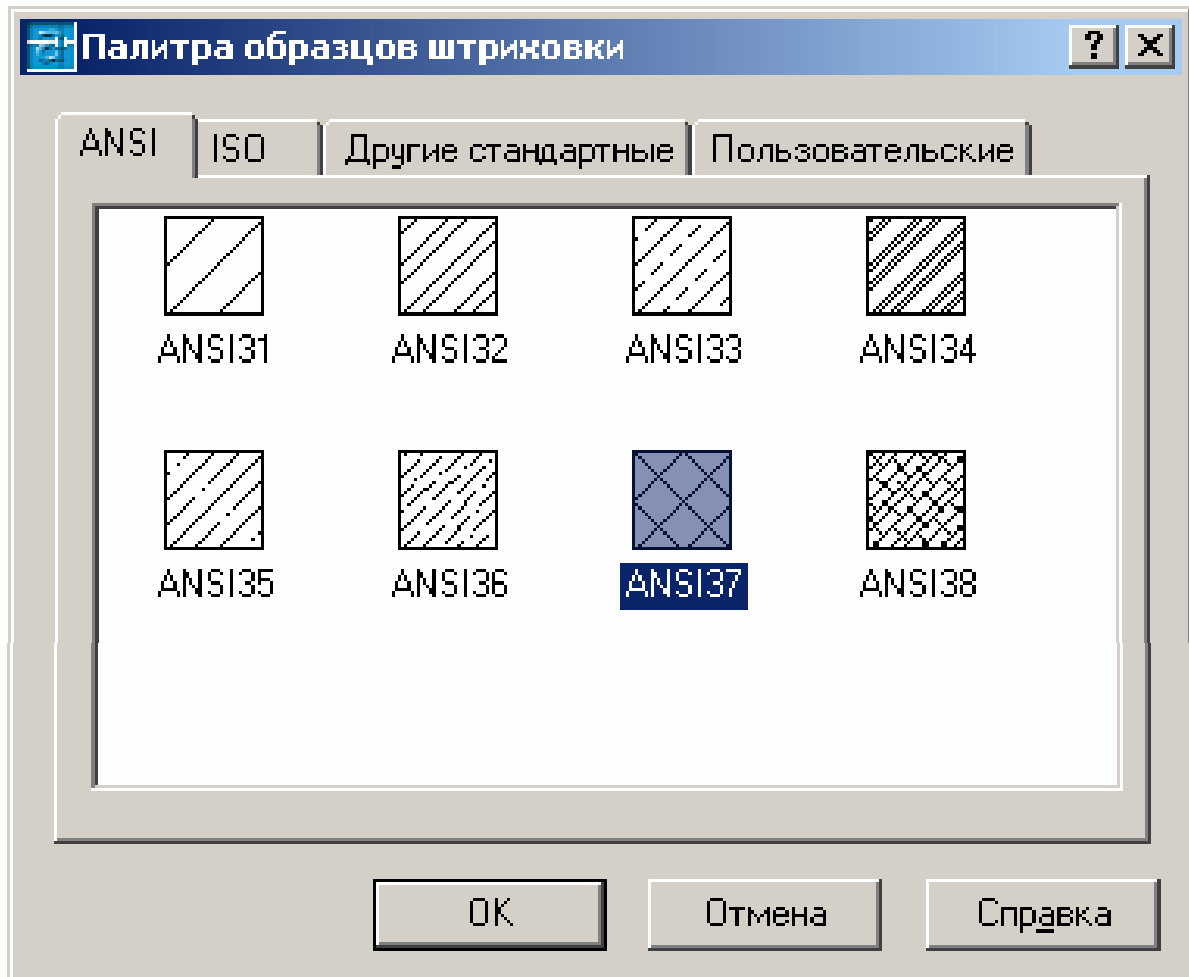 Палитра образцов штриховки
ANSI ISO Другие стандартные Пользовательские
ANSI31 ANSI32 ANSI33 ANSI34
ANSI35 ANSI36 ANSI37 ANSI38
OK Отмена Справка